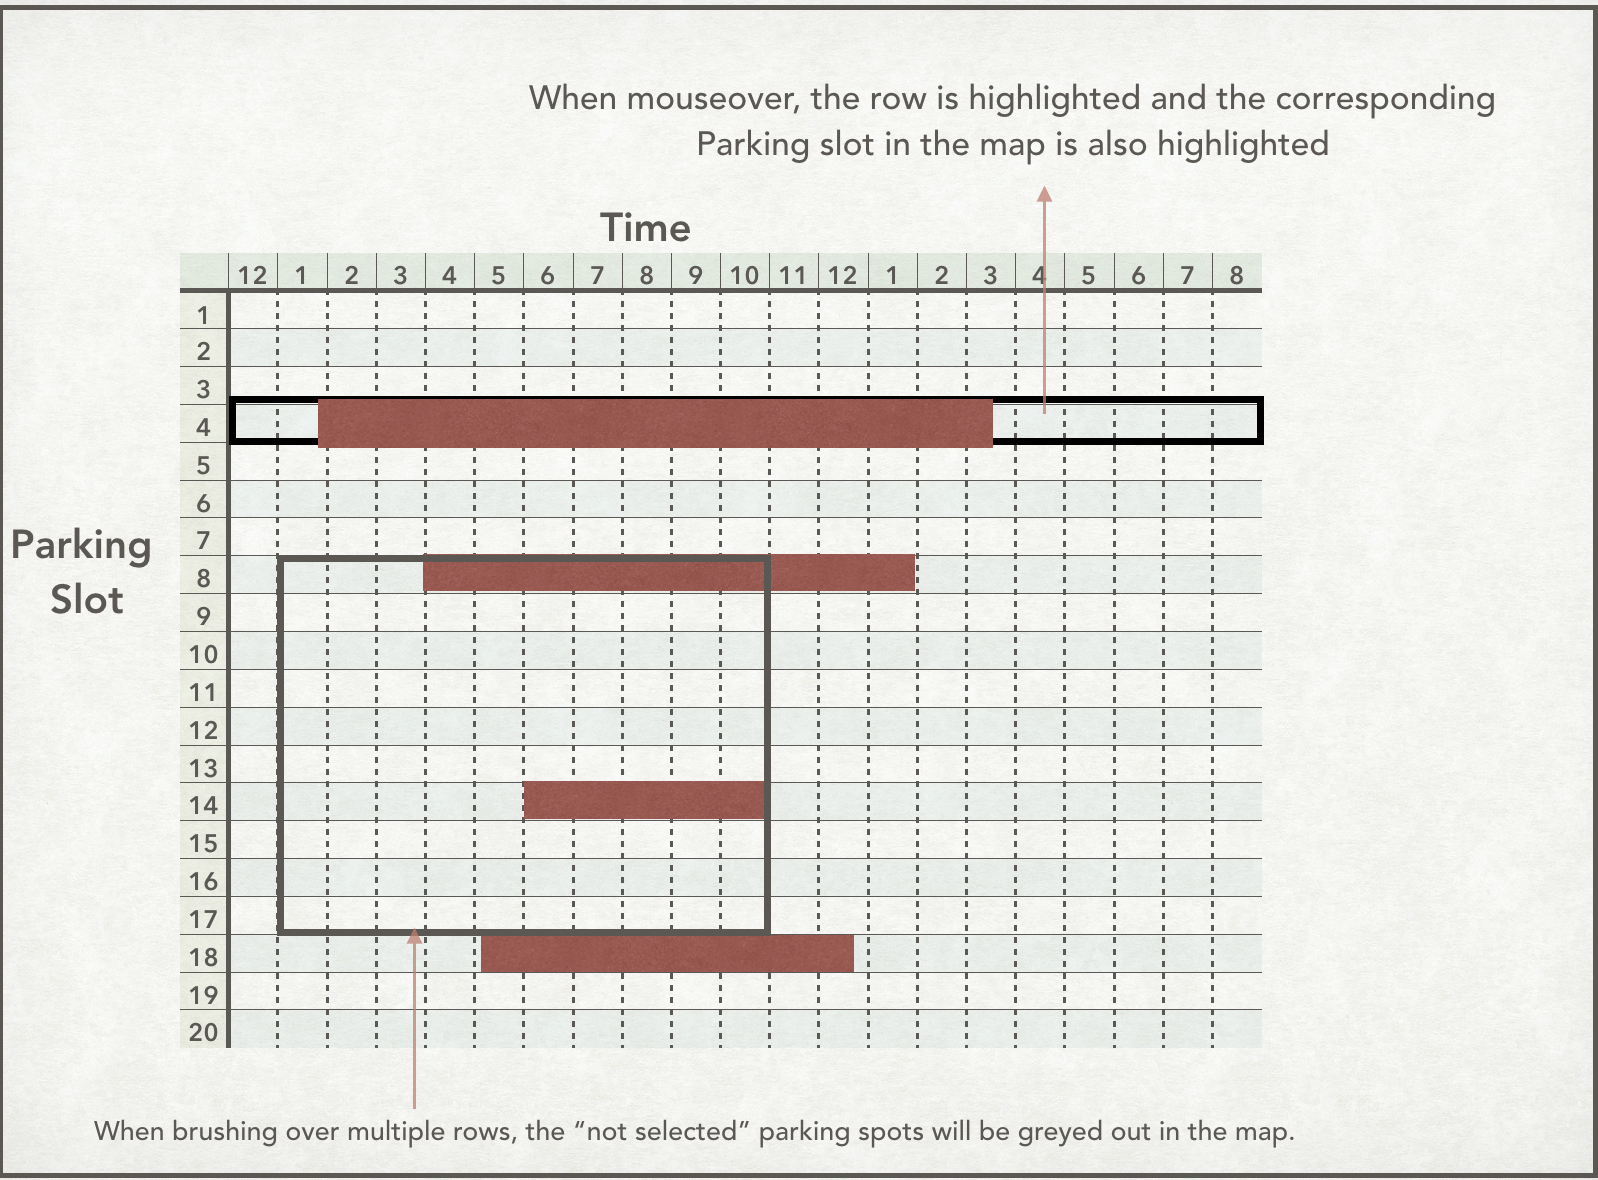 When mouseover, the row is highlighted and the corresponding
Parking slot in the map is also highlighted
Time
12 1 2 3 4 5 6 7 8 9 10 11 12 1 2 3 4 5 6 7 8
1
2
3
4
5
6
7
Parking
Slot
8
9
10
11
12
13
14
15
16
17
18
19
20
When brushing over multiple rows, the “not selected” parking spots will be greyed out in the map.